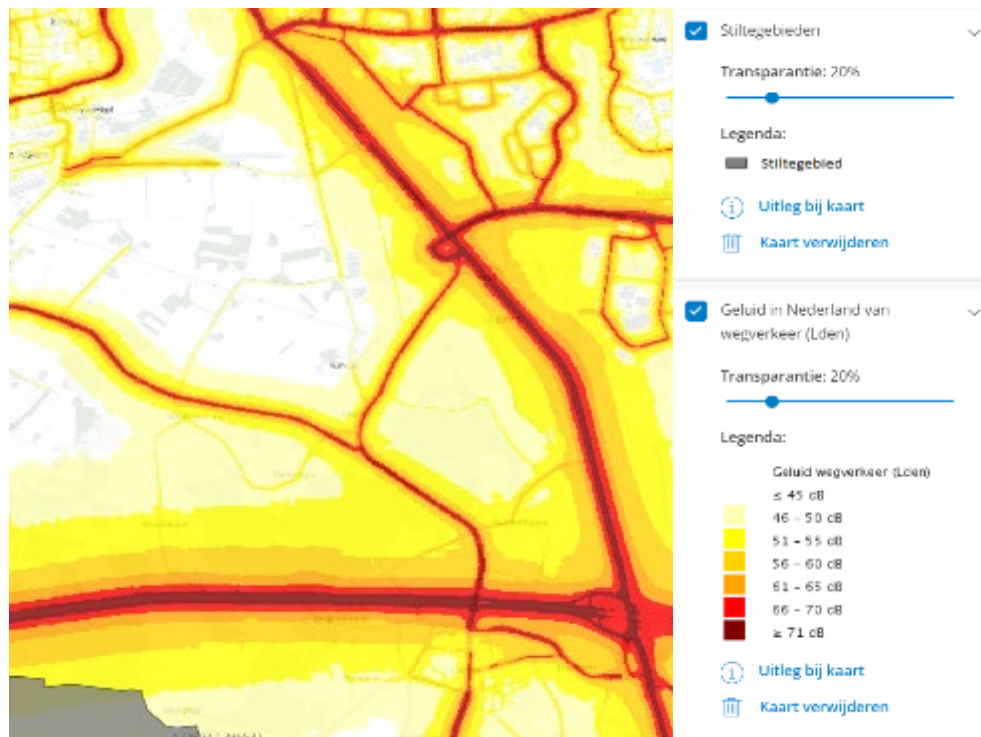 Stiltegebieden
Transparantie: 20%
Legenda:
Stiltegebied
Uitleg bij kaart
Kaart verwijderen
Geluid in Nederland van
wegverkeer (Lden)
Transparantie: 20%
Legenda:
Geluid wegverkeer (Lden)
≤ 45 dB
46 - 50 dB
51 - 55 dB
56 - 60 dB
61 - 65 dB
66 - 70 dB
≥ 71 dB
Uitleg bij kaart
Kaart verwijderen